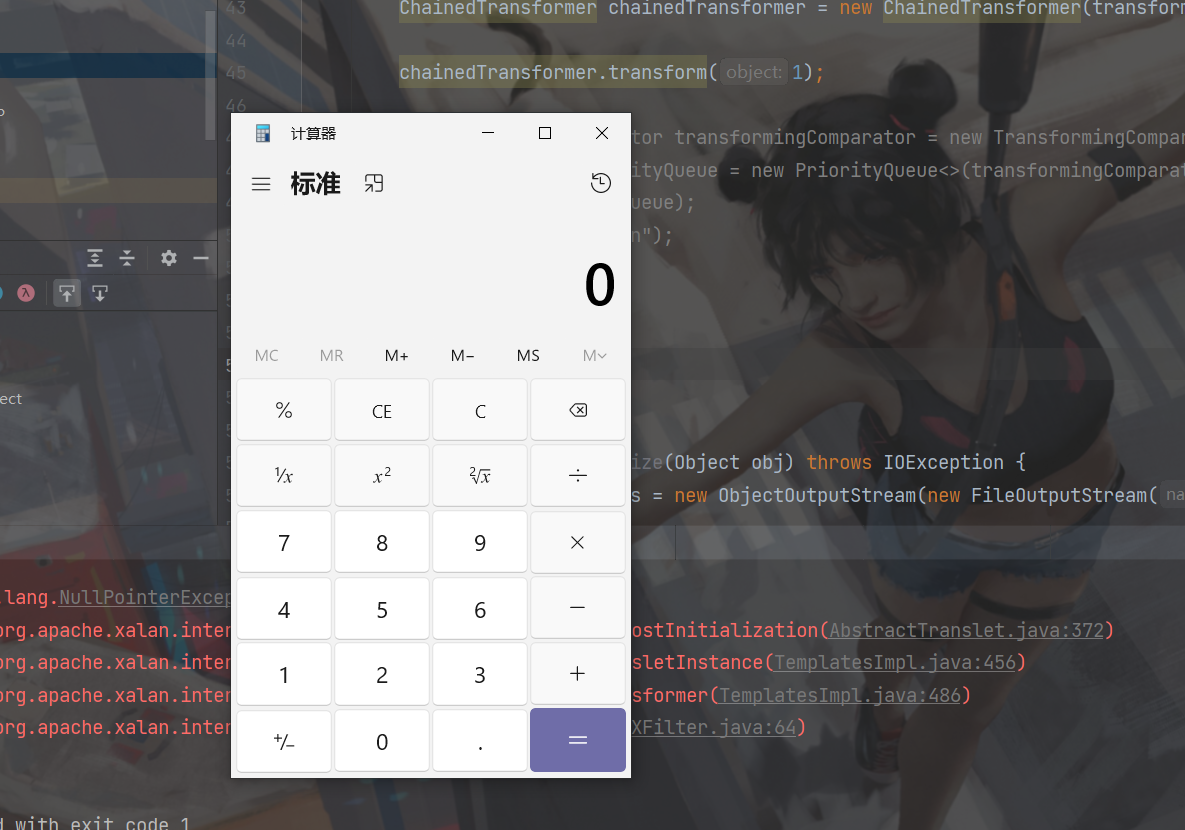 43 ChainedTransformer chainedTransformer = new ChainedTransformer(transform
44
45 chainedTransformer.transform( object: 1);
46
计算器
tor transformingComparator = new TransformingCompar
标准
ityQueue = new PriorityQueue<>(transformingComparat
ueue);
n");
0
MC MR M+ M− MS M
ect
% CE C
⅟x x² ²√x ÷
ize(Object obj) throws IOException {
s = new ObjectOutputStream(new FileOutputStream( na
7 8 9 ×
.lang.NullPointerExcep
4 5 6 −
org.apache.xalan.inter ostInitialization(AbstractTranslet.java:372)
org.apache.xalan.inter sletInstance(TemplatesImpl.java:456)
1 2 3 +
org.apache.xalan.inter sformer(TemplatesImpl.java:486)
org.apache.xalan.inter XFilter.java:64)
+/− 0 . =
d with exit code 1